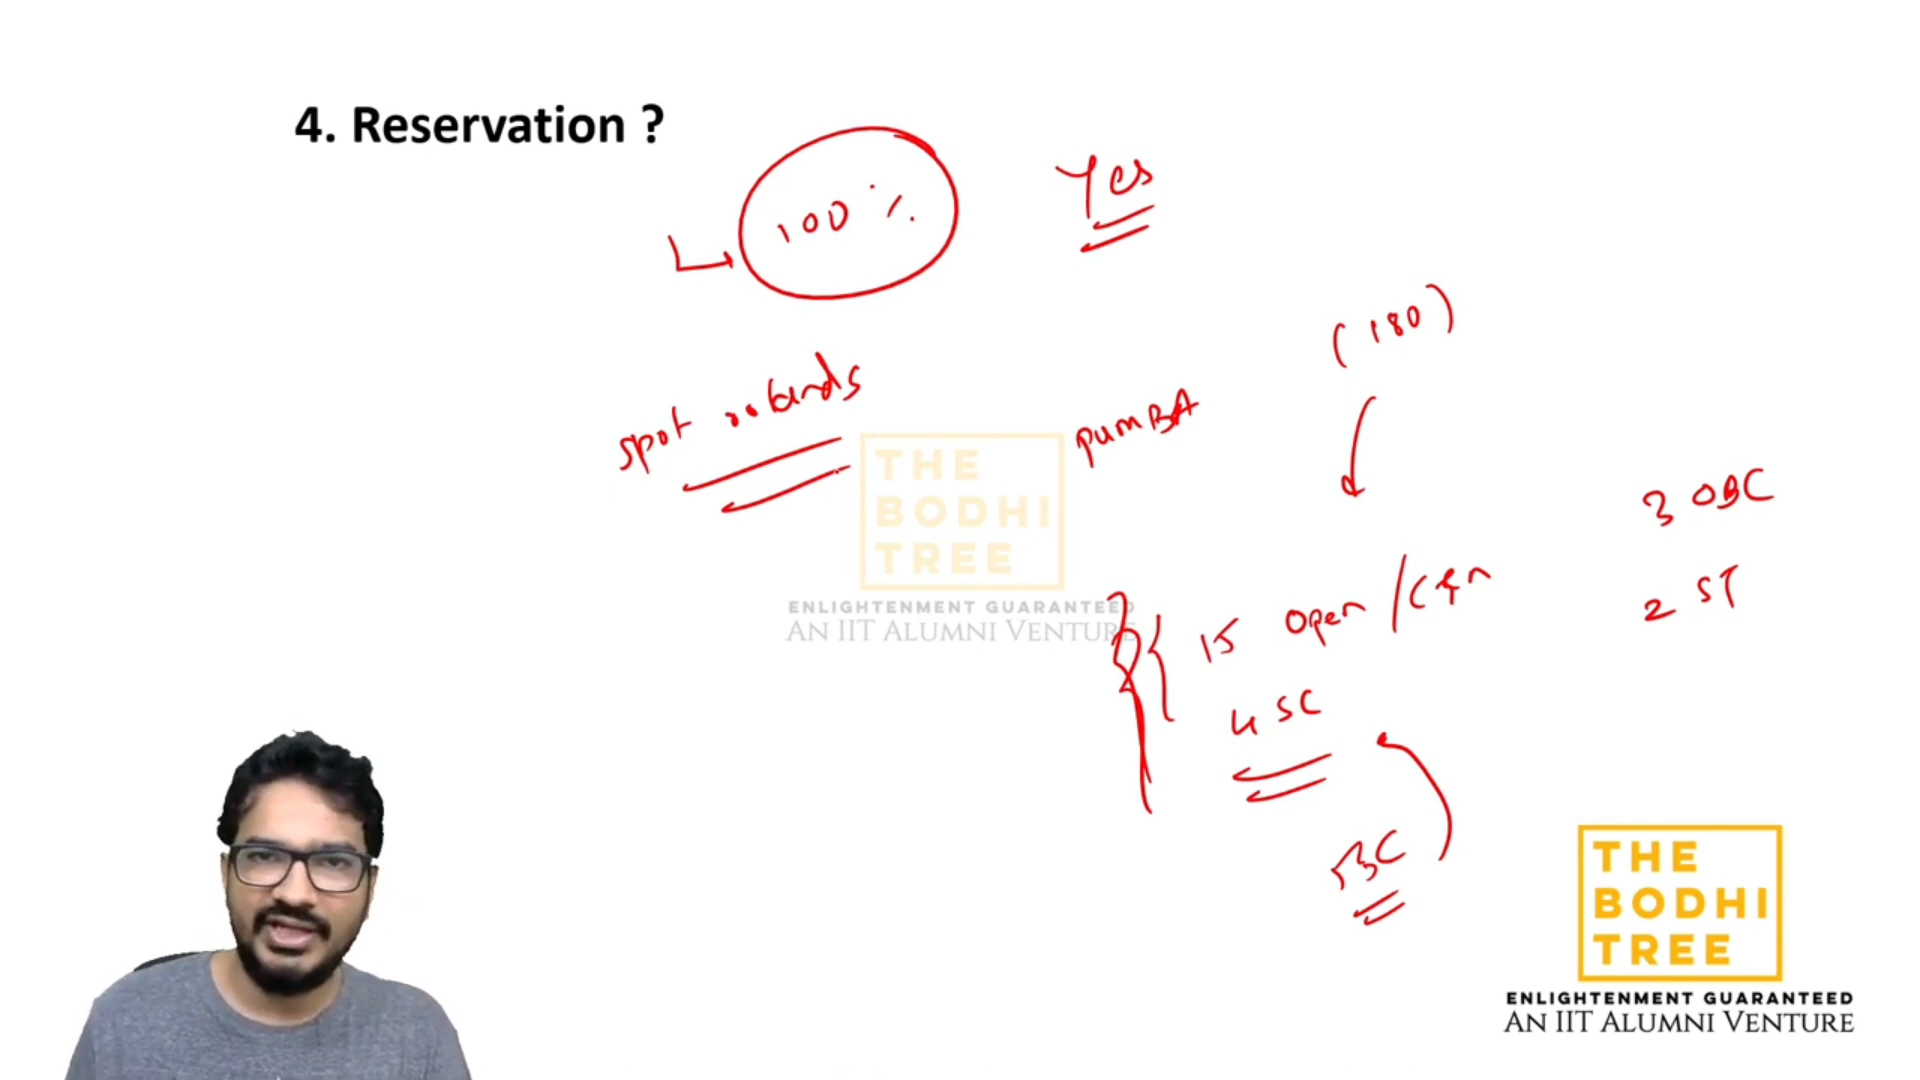 4. Reservation ?
100 %
Yes
(180)
spot rounds
PUMBA
3 OBC
2 ST
15 Open / Gen
4 SC
THE
BODHI
TREE
ENLIGHTENMENT GUARANTEED
AN IIT ALUMNI VENTURE
THE
BODHI
TREE
ENLIGHTENMENT GUARANTEED
AN IIT ALUMNI VENTURE